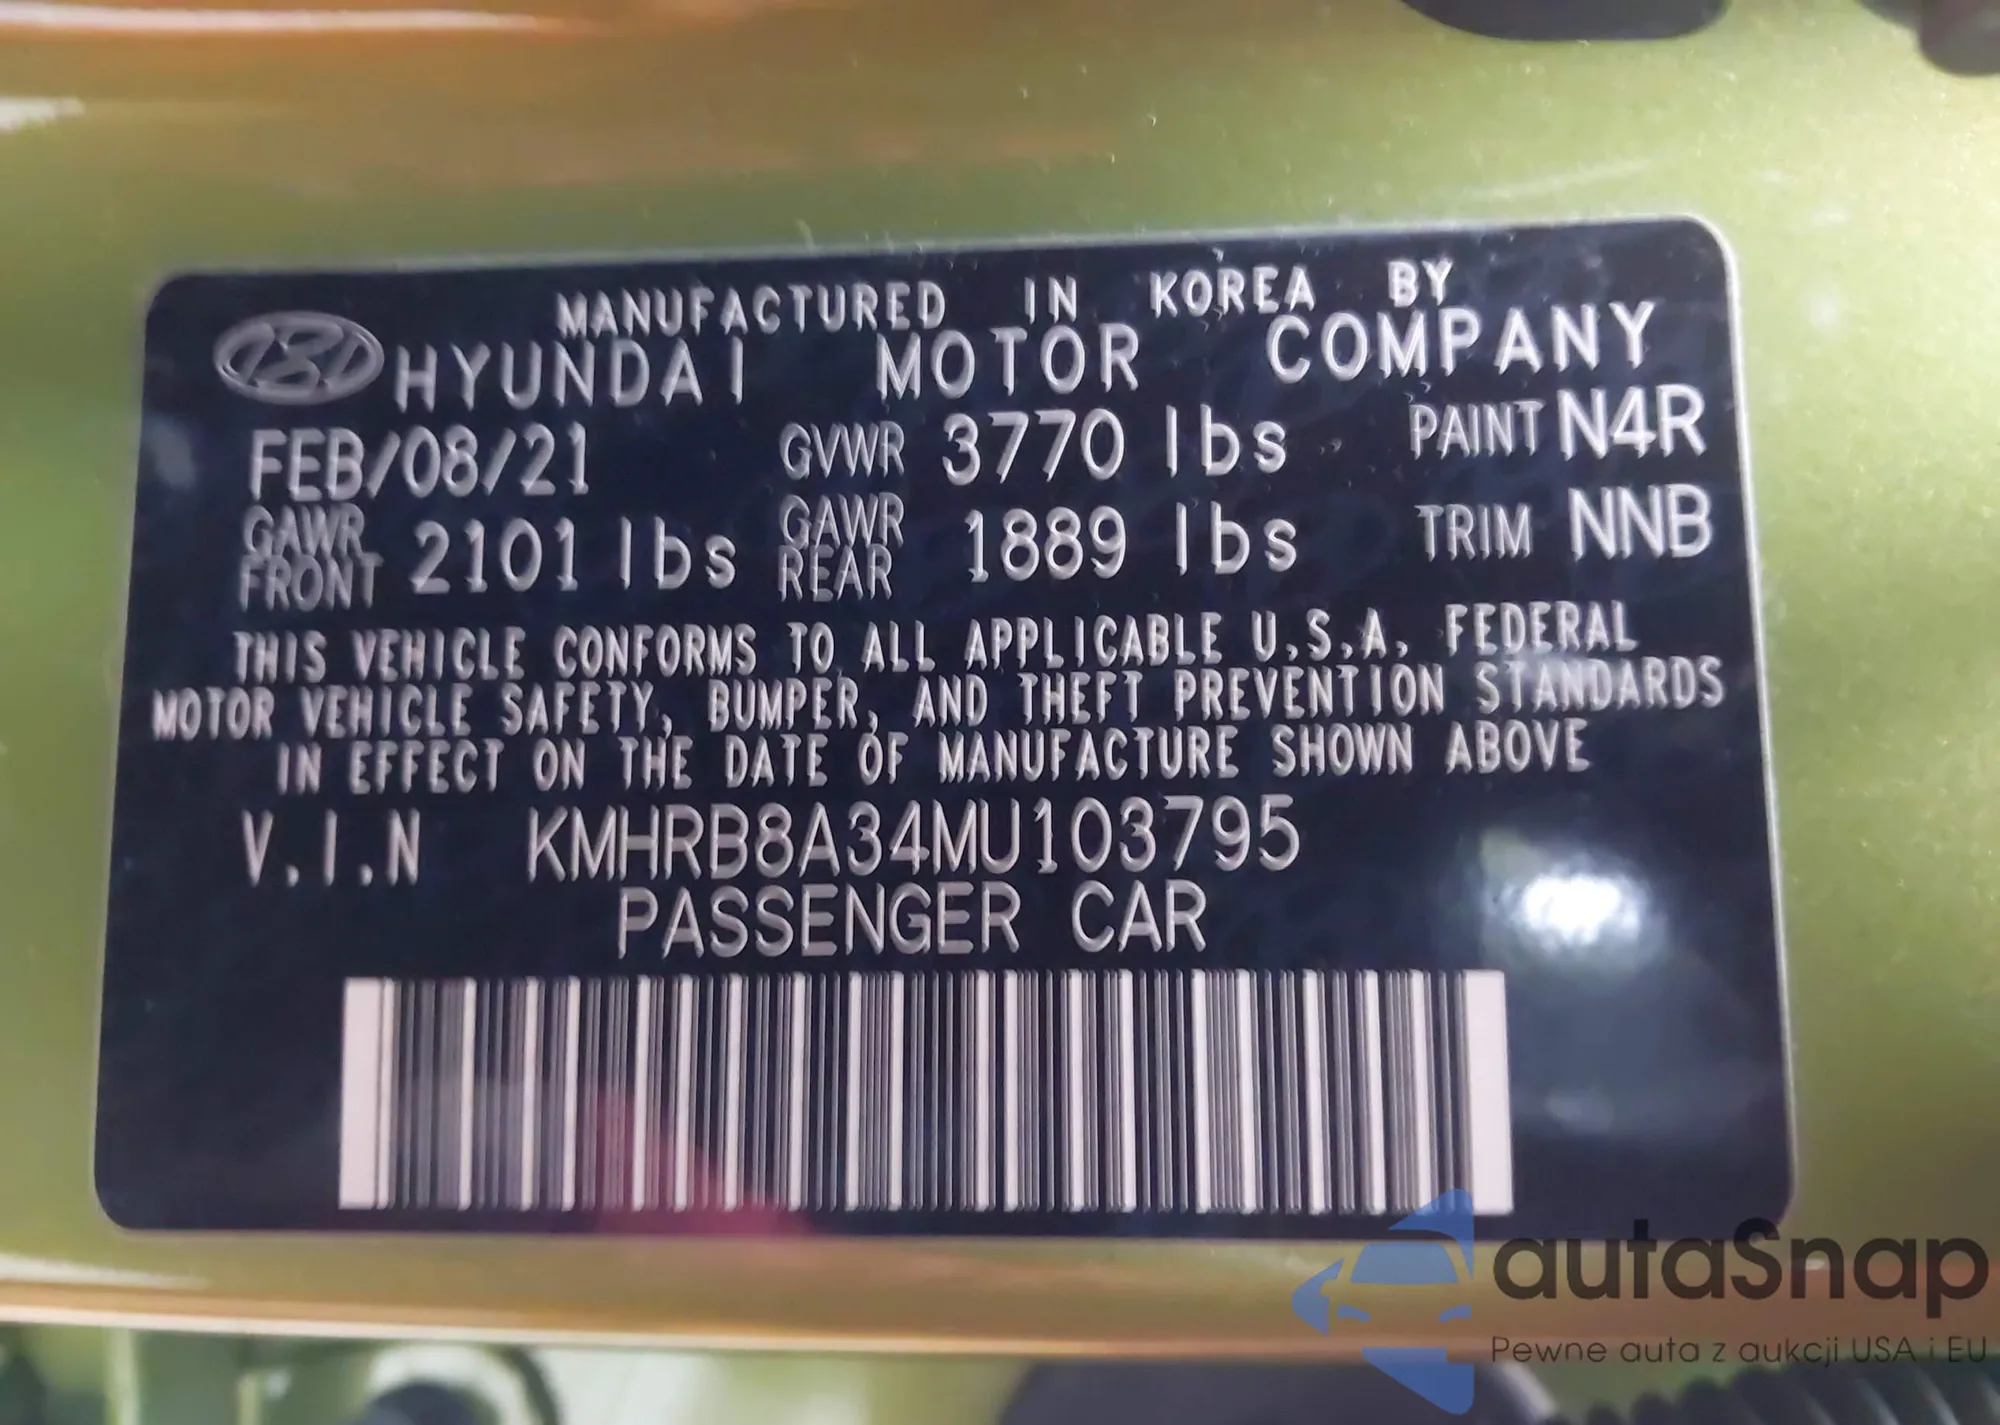 MANUFACTURED IN KOREA BY
HYUNDAI MOTOR COMPANY
FEB/08/21 GVWR 3770 lbs PAINT N4R
GAWR FRONT 2101 lbs GAWR REAR 1889 lbs TRIM NNB
THIS VEHICLE CONFORMS TO ALL APPLICABLE U.S.A. FEDERAL
MOTOR VEHICLE SAFETY, BUMPER, AND THEFT PREVENTION STANDARDS
IN EFFECT ON THE DATE OF MANUFACTURE SHOWN ABOVE
V.I.N KMHRB8A34MU103795
PASSENGER CAR
autaSnap
Pewne auta z aukcji USA i EU